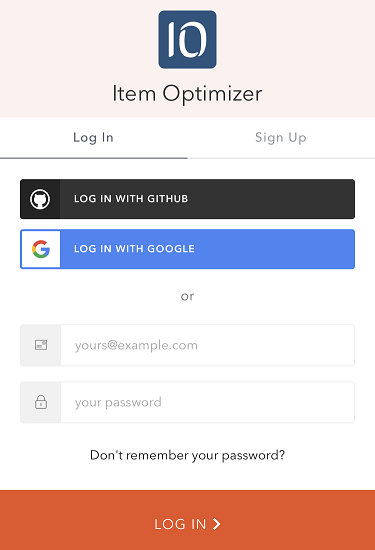 IO
Item Optimizer
Log In Sign Up
LOG IN WITH GITHUB
LOG IN WITH GOOGLE
or
yours@example.com
your password
Don't remember your password?
LOG IN